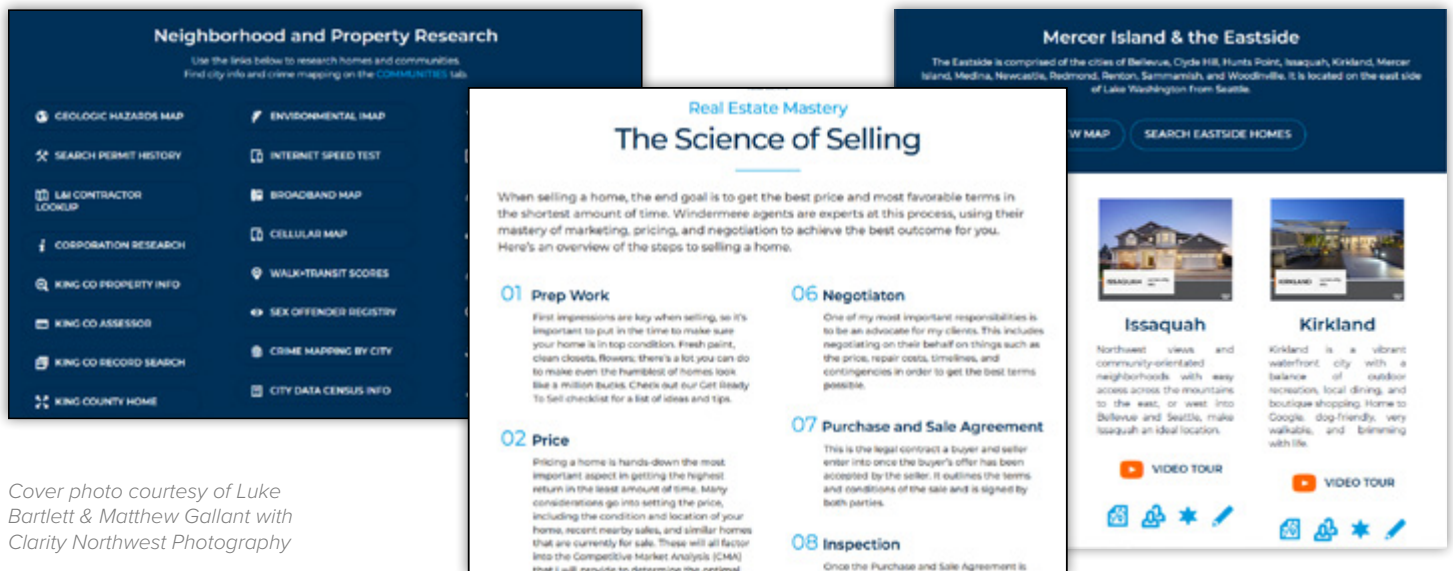 Neighborhood and Property Research
Use the links below to research homes and communities.
Find city info and crime mapping on the COMMUNITIES tab.
GEOLOGIC HAZARDS MAP
SEARCH PERMIT HISTORY
L&I CONTRACTOR
LOOKUP
CORPORATION RESEARCH
KING CO PROPERTY INFO
KING CO ASSESSOR
KING CO RECORD SEARCH
KING COUNTY HOME
ENVIRONMENTAL IMAP
INTERNET SPEED TEST
BROADBAND MAP
CELLULAR MAP
WALK+TRANSIT SCORES
SEX OFFENDER REGISTRY
CRIME MAPPING BY CITY
CITY DATA CENSUS INFO
Cover photo courtesy of Luke
Bartlett & Matthew Gallant with
Clarity Northwest Photography
Real Estate Mastery
The Science of Selling
When selling a home, the end goal is to get the best price and most favorable terms in
the shortest amount of time. Windermere agents are experts at this process, using their
mastery of marketing, pricing, and negotiation to achieve the best outcome for you.
Here's an overview of the steps to selling a home.
01 Prep Work
First impressions are key when selling, so it's
important to put in the time to make sure
your home is in top condition. Fresh paint,
clean closets, flowers; there's a lot you can do
to make even the humblest of homes look
like a million bucks. Check out our Get Ready
To Sell checklist for a list of ideas and tips.
02 Price
Pricing a home is hands-down the most
important aspect in getting the highest
return in the least amount of time. Many
considerations go into setting the price,
including the condition and location of your
home, recent nearby sales, and similar homes
that are currently for sale. These will all factor
into the Competitive Market Analysis (CMA)
that I will provide to determine the optimal
06 Negotiaton
One of my most important responsibilities is
to be an advocate for my clients. This includes
negotiating on their behalf on things such as
the price, repair costs, timelines, and
contingencies in order to get the best terms
possible.
07 Purchase and Sale Agreement
This is the legal contract a buyer and seller
enter into once the buyer's offer has been
accepted by the seller. It outlines the terms
and conditions of the sale and is signed by
both parties.
08 Inspection
Once the Purchase and Sale Agreement is
Mercer Island & the Eastside
The Eastside is comprised of the cities of Bellevue, Clyde Hill, Hunts Point, Issaquah, Kirkland, Mercer
Island, Medina, Newcastle, Redmond, Renton, Sammamish, and Woodinville. It is located on the east side
of Lake Washington from Seattle.
W MAP
SEARCH EASTSIDE HOMES
ISSAQUAH
KIRKLAND
Issaquah
Northwest views and
community-orientated
neighborhoods with easy
access across the mountains
to the east, or west into
Bellevue and Seattle, make
Issaquah an ideal location.
VIDEO TOUR
Kirkland
Kirkland is a vibrant
waterfront city with a
balance of outdoor
recreation, local dining, and
boutique shopping. Home to
Google, dog-friendly, very
walkable, and brimming
with life.
VIDEO TOUR